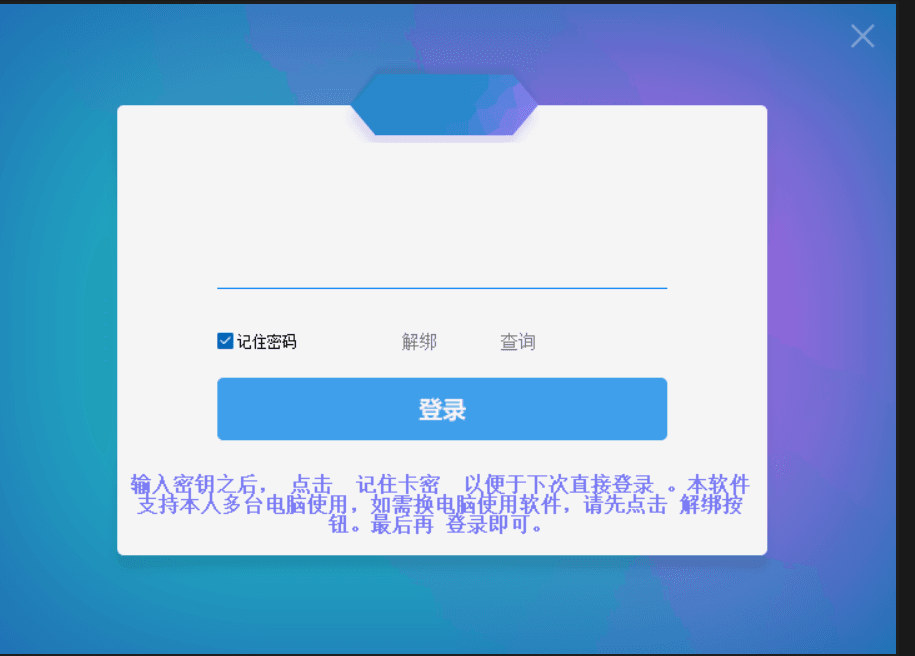 记住密码 解绑 查询
登录
输入密钥之后， 点击 记住卡密 以便于下次直接登录 。本软件
支持本人多台电脑使用，如需换电脑使用软件，请先点击 解绑按
钮。最后再 登录即可。